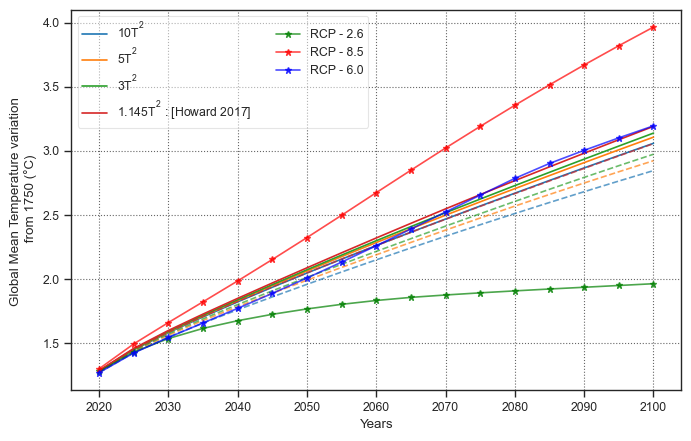 4.0
3.5
3.0
2.5
2.0
1.5
Global Mean Temperature variation
from 1750 (°C)
10T²
5T²
3T²
1.145T² : [Howard 2017]
RCP - 2.6
RCP - 8.5
RCP - 6.0
2020 2030 2040 2050 2060 2070 2080 2090 2100
Years